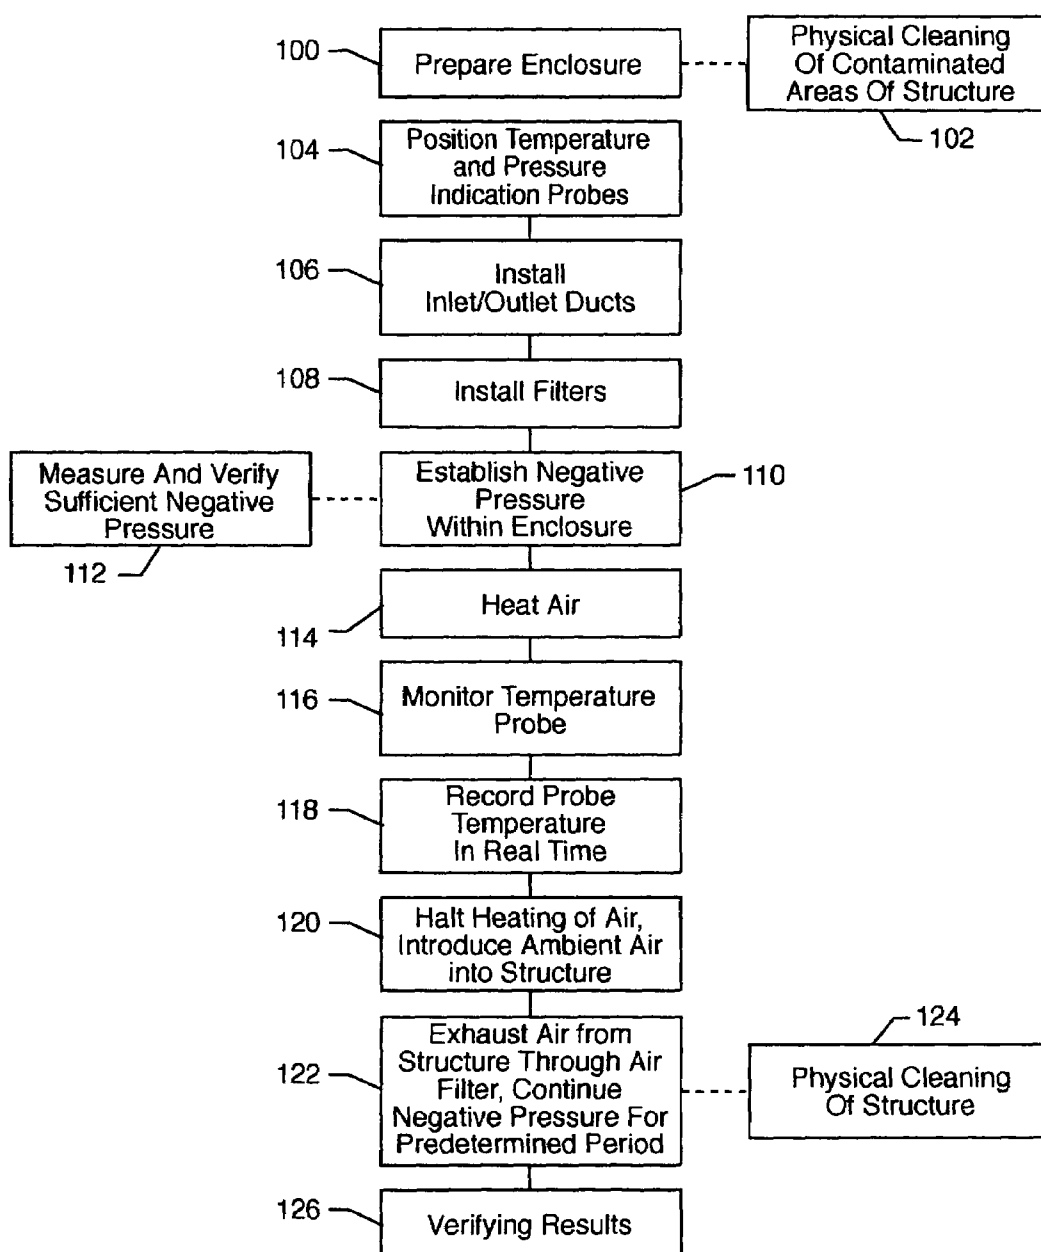 100
Prepare Enclosure
Physical Cleaning
Of Contaminated
Areas Of Structure
102
104
Position Temperature
and Pressure
Indication Probes
106
Install
Inlet/Outlet Ducts
108
Install Filters
Measure And Verify
Sufficient Negative
Pressure
112
Establish Negative
Pressure
Within Enclosure
110
114
Heat Air
116
Monitor Temperature
Probe
118
Record Probe
Temperature
In Real Time
120
Halt Heating of Air,
Introduce Ambient Air
into Structure
122
Exhaust Air from
Structure Through Air
Filter, Continue
Negative Pressure For
Predetermined Period
124
Physical Cleaning
Of Structure
126
Verifying Results